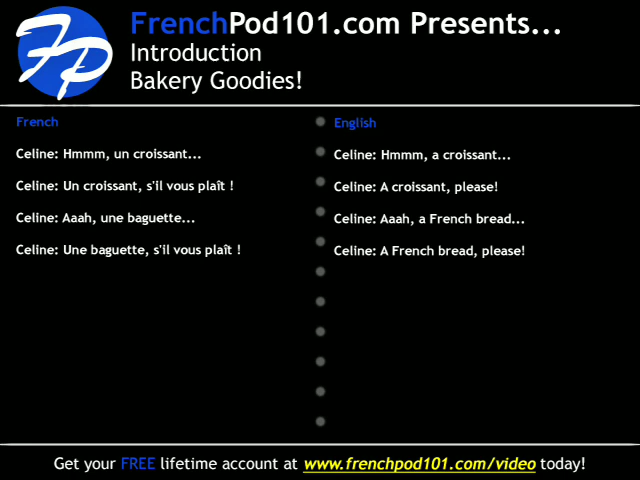 FP
FrenchPod101.com Presents...
Introduction
Bakery Goodies!
French
Celine: Hmmm, un croissant...
Celine: Un croissant, s'il vous plaît !
Celine: Aaah, une baguette...
Celine: Une baguette, s'il vous plaît !
English
Celine: Hmmm, a croissant...
Celine: A croissant, please!
Celine: Aaah, a French bread...
Celine: A French bread, please!
Get your FREE lifetime account at www.frenchpod101.com/video today!